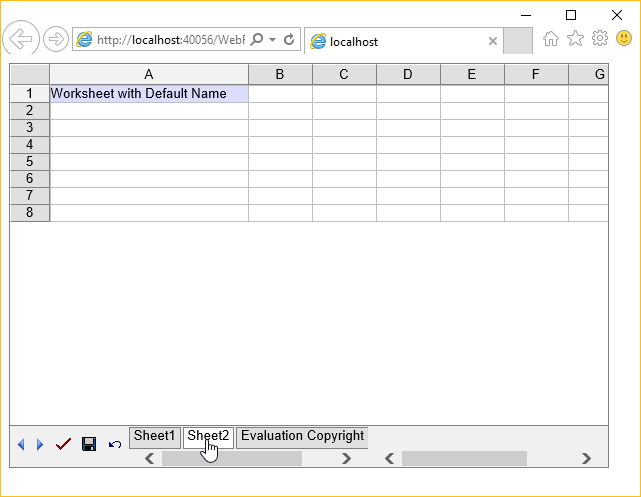 http://localhost:40056/WebF
localhost
A B C D E F G
1 Worksheet with Default Name
2
3
4
5
6
7
8
Sheet1 Sheet2 Evaluation Copyright